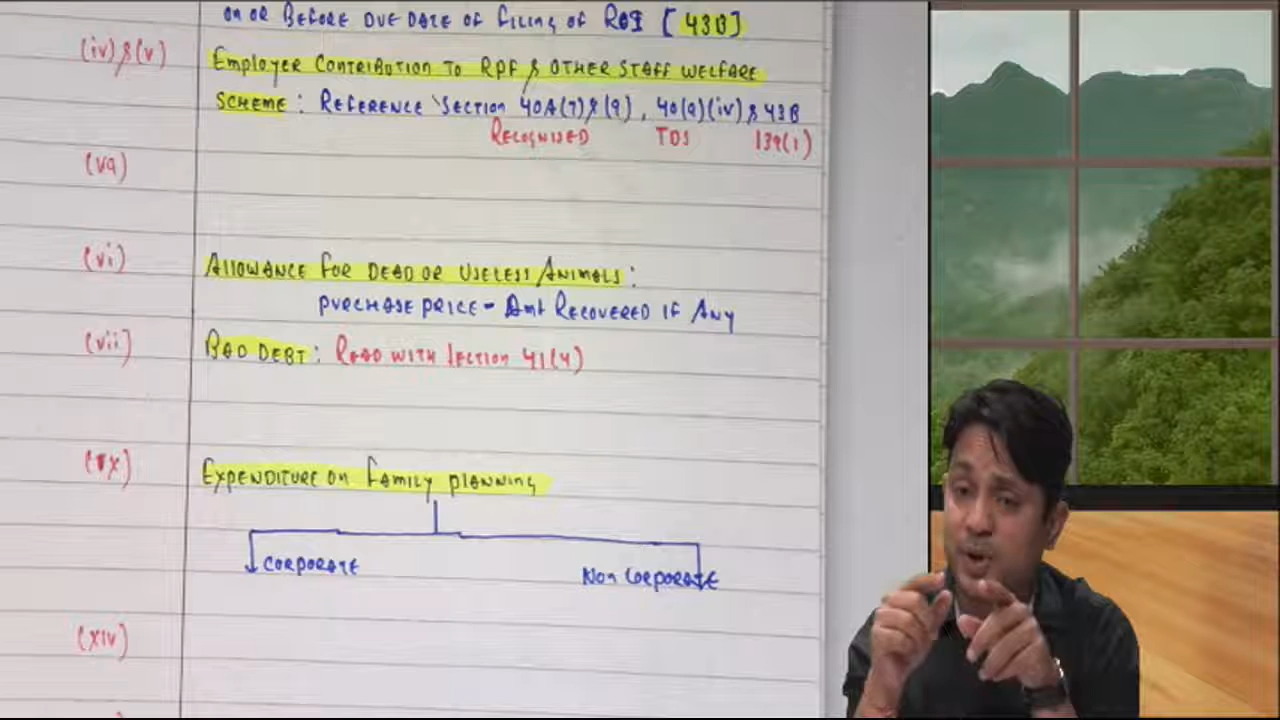 on or Before due date of filing of ROI [ 43B]
(iv) & (v)
Employer Contribution to RPF & OTHER STAFF WELFARE
SCHEME : Reference Section 40A(7) & (9) , 40(a)(iv) & 43B
RECOGNISED TDS 139(1)
(va)
(vi)
Allowance for Dead or Useless Animals :
PURCHASE PRICE - Amt Recovered if Any
(vii)
BAD DEBT : Read with Section 41(4)
(ix)
Expenditure on Family planning
Corporate
Non Corporate
(xiv)